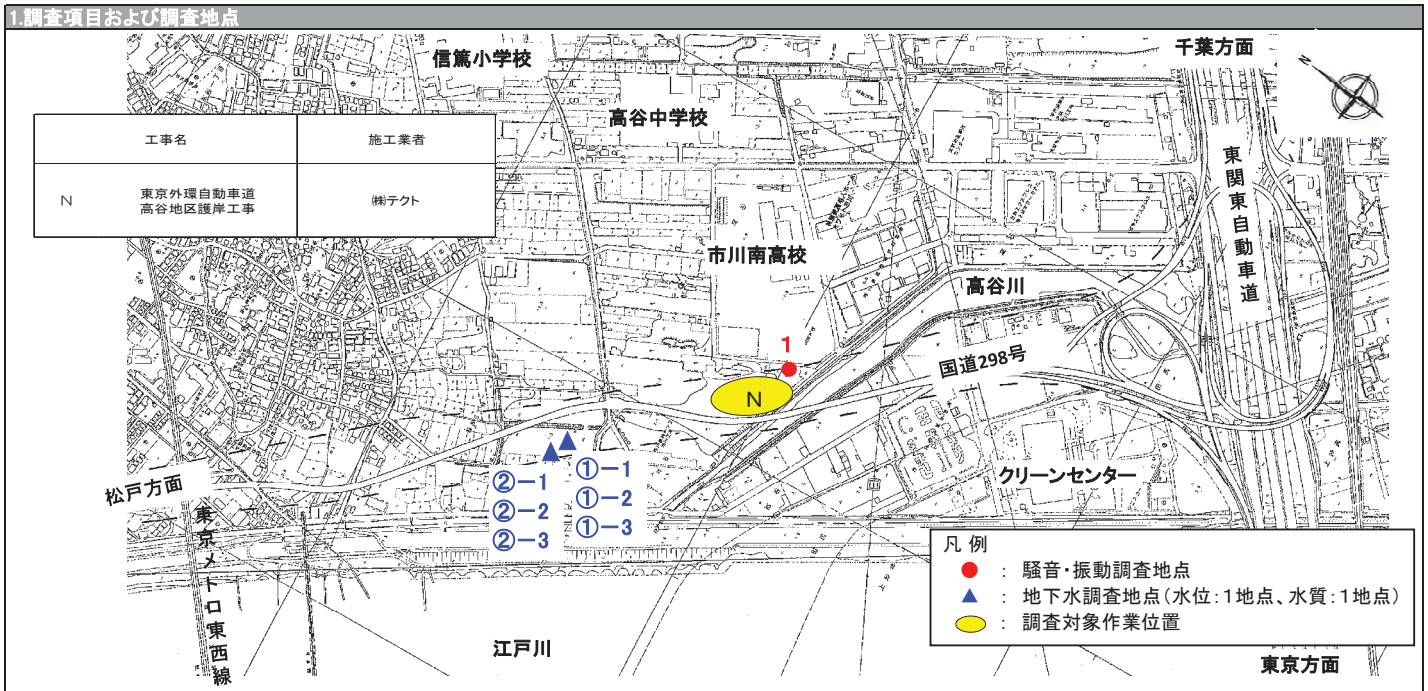 1.調査項目および調査地点
信篤小学校
千葉方面
N
高谷中学校
工事名
施工業者
N
東京外環自動車道
高谷地区護岸工事
㈱テクト
東関東自動車道
市川南高校
高谷川
1
国道298号
N
松戸方面
②-1
②-2
②-3
①-1
①-2
①-3
クリーンセンター
東京メトロ東西線
江戸川
凡 例
: 騒音・振動調査地点
: 地下水調査地点(水位:1地点、水質:1地点)
: 調査対象作業位置
東京方面